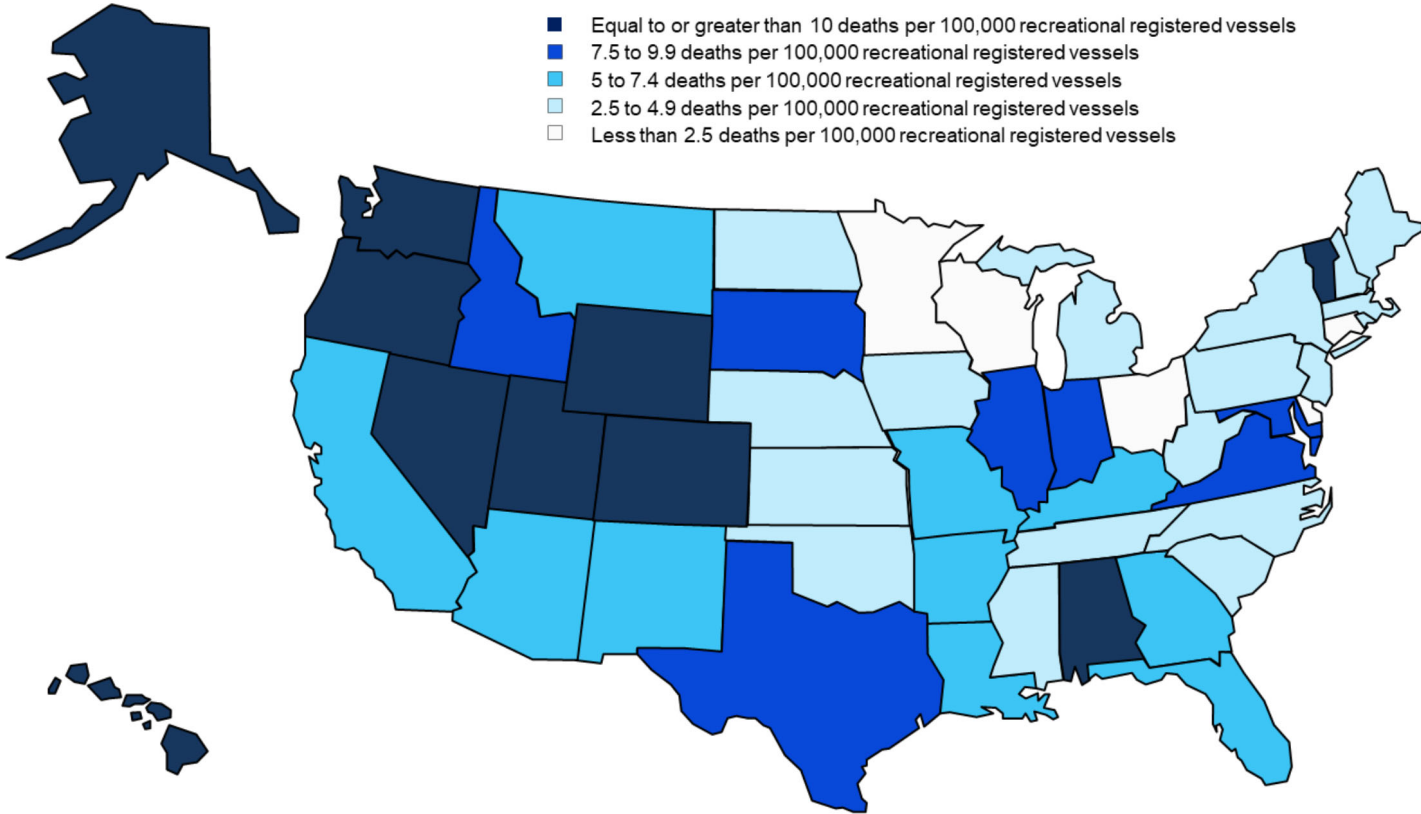 Equal to or greater than 10 deaths per 100,000 recreational registered vessels
7.5 to 9.9 deaths per 100,000 recreational registered vessels
5 to 7.4 deaths per 100,000 recreational registered vessels
2.5 to 4.9 deaths per 100,000 recreational registered vessels
Less than 2.5 deaths per 100,000 recreational registered vessels